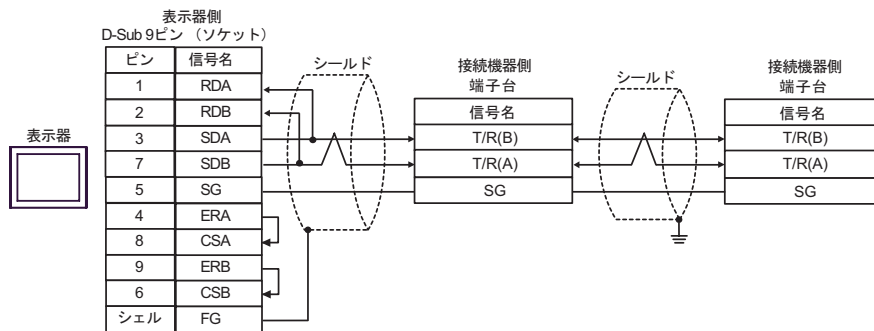 表示器側
D-Sub 9ピン (ソケット)
ピン 信号名
1 RDA
2 RDB
3 SDA
7 SDB
5 SG
4 ERA
8 CSA
9 ERB
6 CSB
シェル FG
表示器
シールド
接続機器側
端子台
信号名
T/R(B)
T/R(A)
SG
シールド
接続機器側
端子台
信号名
T/R(B)
T/R(A)
SG